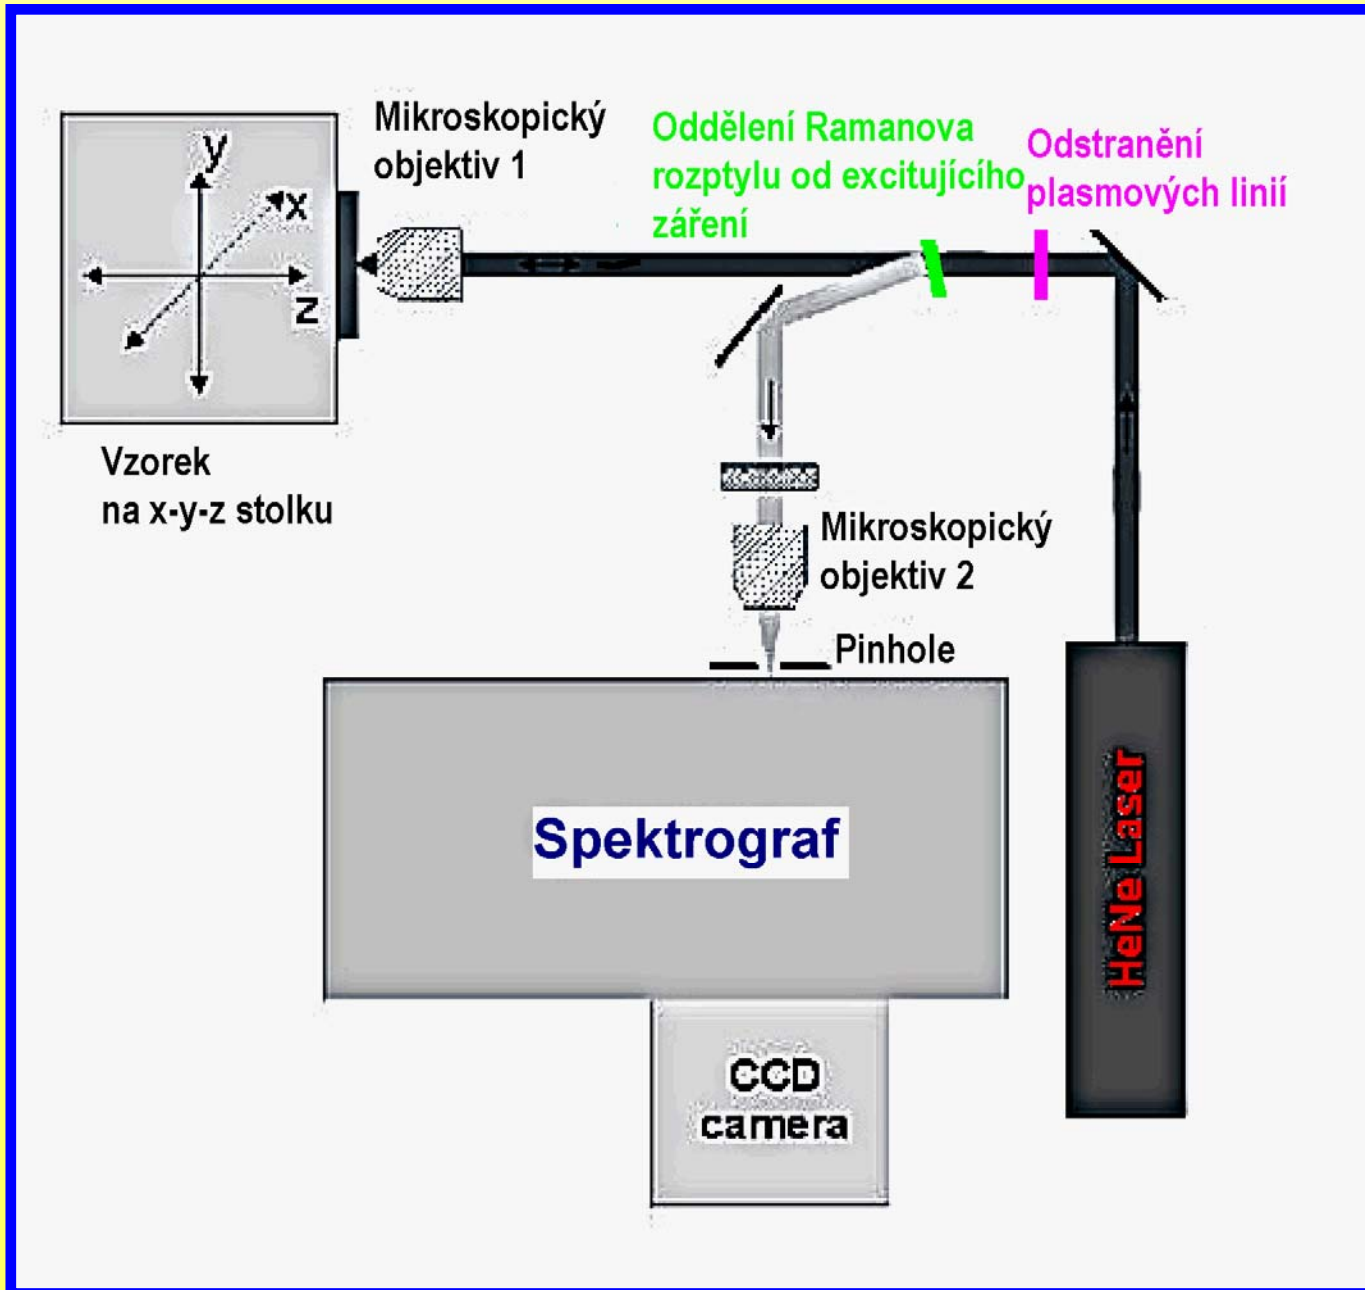 Mikroskopický
objektiv 1
Oddělení Ramanova
rozptylu od excitujícího
záření
Odstranění
plasmových linií
y
x
z
Vzorek
na x-y-z stolku
Mikroskopický
objektiv 2
Pinhole
Spektrograf
HeNe Laser
CCD
camera